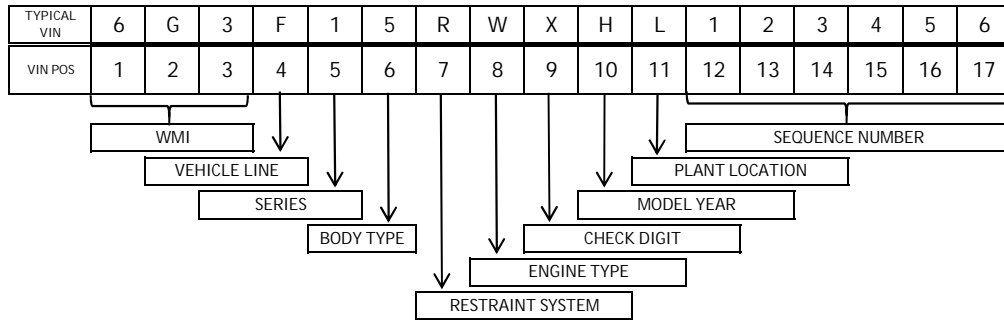 TYPICAL VIN 6 G 3 F 1 5 R W X H L 1 2 3 4 5 6
VIN POS 1 2 3 4 5 6 7 8 9 10 11 12 13 14 15 16 17
WMI SEQUENCE NUMBER
VEHICLE LINE PLANT LOCATION
SERIES MODEL YEAR
BODY TYPE CHECK DIGIT
ENGINE TYPE
RESTRAINT SYSTEM